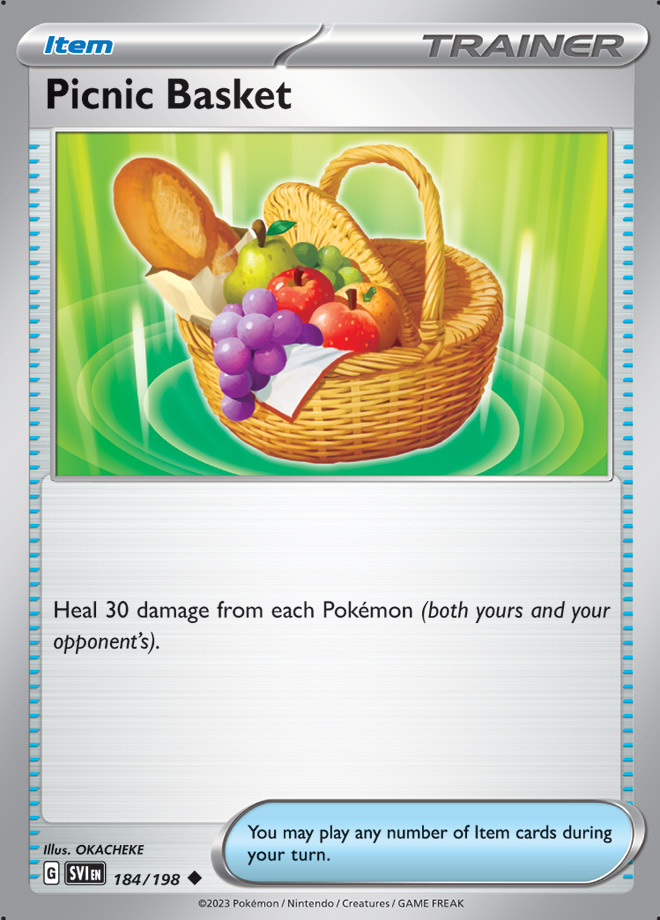 Item
TRAINER
Picnic Basket
Heal 30 damage from each Pokémon (both yours and your
opponent's).
You may play any number of Item cards during
your turn.
Illus. OKACHEKE
G SVI EN 184/198
©2023 Pokémon / Nintendo / Creatures / GAME FREAK